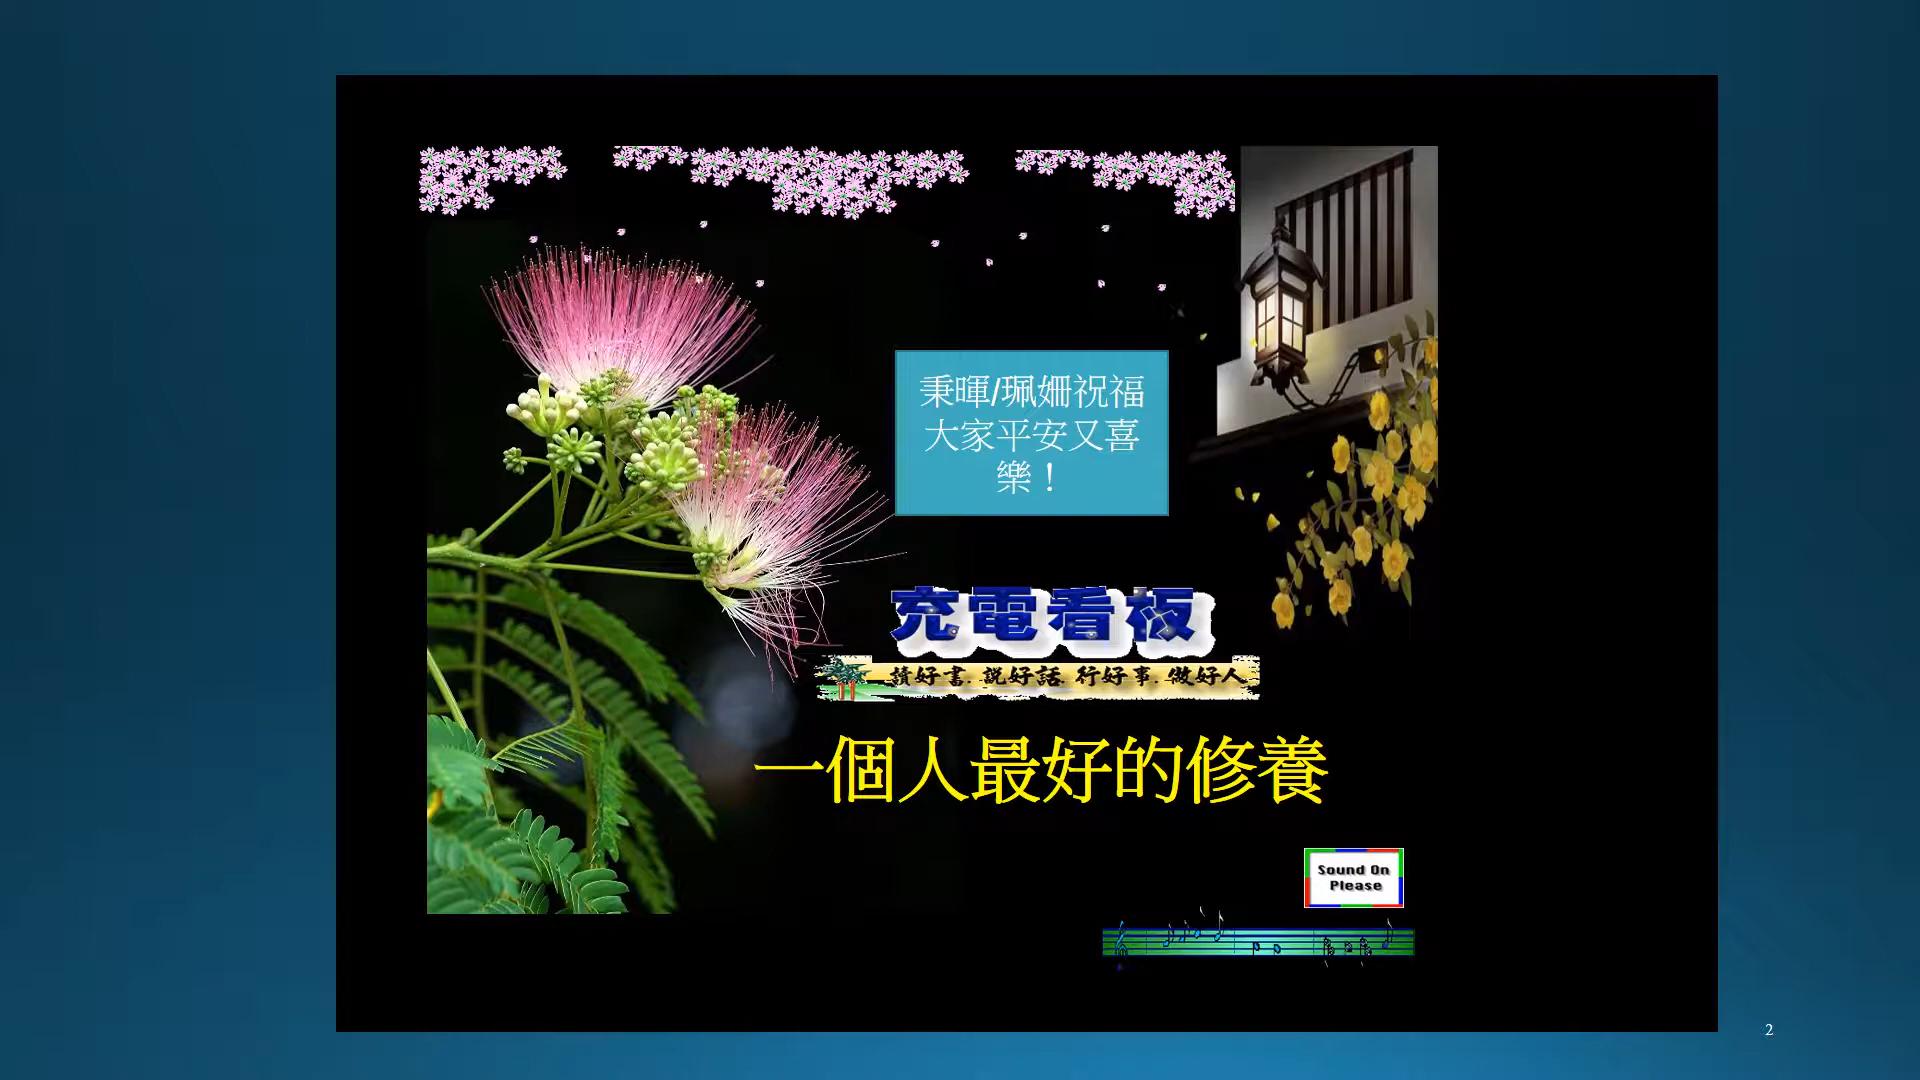 秉暉/珮姍祝福
大家平安又喜
樂！
充電看板
讀好書.說好話.行好事.做好人
一個人最好的修養
Sound On
Please
2